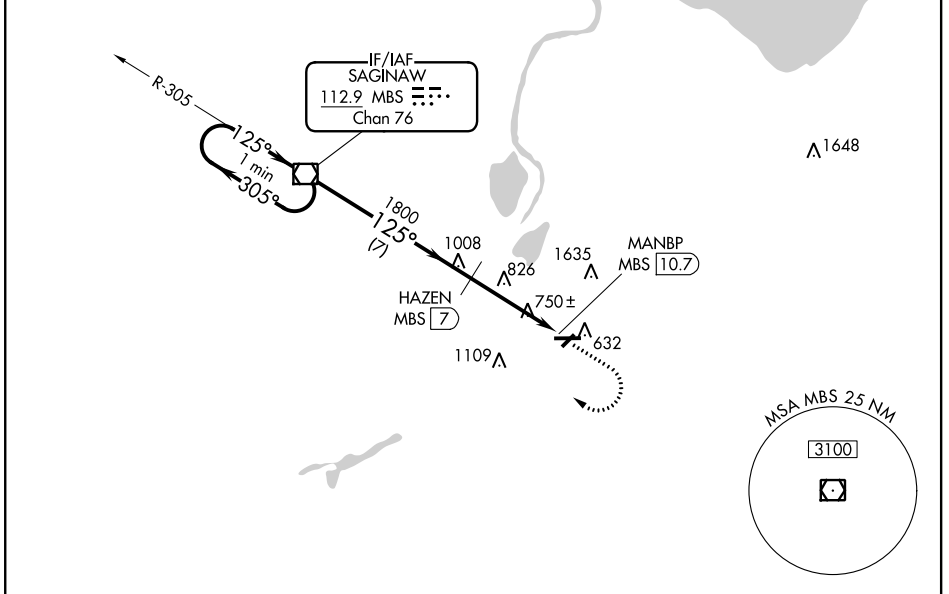 IF/IAF
SAGINAW
112.9 MBS
Chan 76
R-305
125°
1 min
305°
1648
1800
125°
(7)
1008
826
1635
MANBP
MBS 10.7
HAZEN
MBS 7
750 ±
632
1109
MSA MBS 25 NM
3100